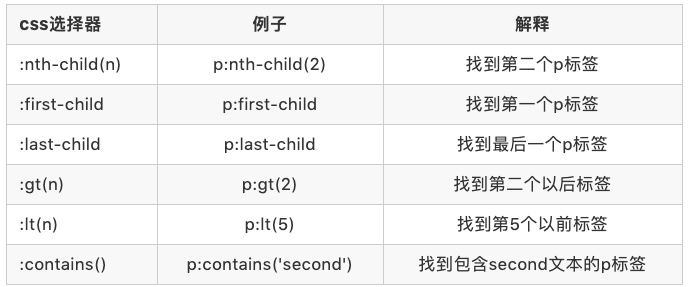 css选择器 例子 解释
:nth-child(n) p:nth-child(2) 找到第二个p标签
:first-child p:first-child 找到第一个p标签
:last-child p:last-child 找到最后一个p标签
:gt(n) p:gt(2) 找到第二个以后标签
:lt(n) p:lt(5) 找到第5个以前标签
:contains() p:contains('second') 找到包含second文本的p标签